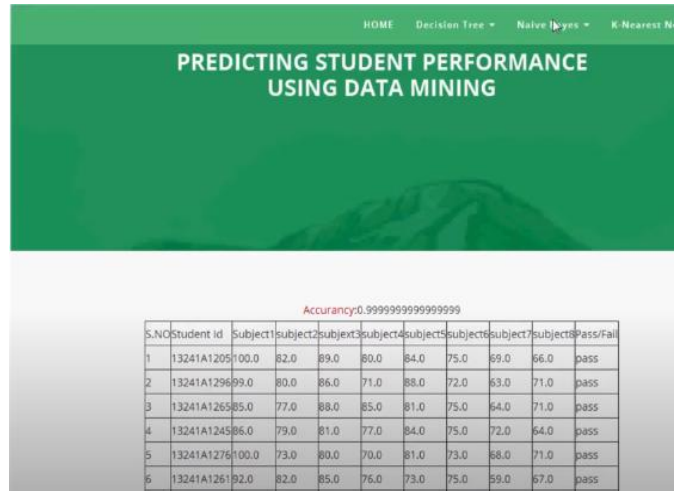 HOME Decision Tree Naive Bayes K-Nearest Ne
PREDICTING STUDENT PERFORMANCE
USING DATA MINING
Accurancy:0.9999999999999999
S.NO Student id Subject1 subject2 subjext3 subject4 subject5 subject6 subject7 subject8 Pass/Fail
1 13241A1205 100.0 82.0 89.0 80.0 84.0 75.0 69.0 66.0 pass
2 13241A1296 99.0 80.0 86.0 71.0 88.0 72.0 63.0 71.0 pass
3 13241A1265 85.0 77.0 88.0 85.0 81.0 75.0 64.0 71.0 pass
4 13241A1245 86.0 79.0 81.0 77.0 84.0 75.0 72.0 64.0 pass
5 13241A1276 100.0 73.0 80.0 70.0 81.0 73.0 68.0 71.0 pass
6 13241A1261 92.0 82.0 85.0 76.0 73.0 75.0 59.0 67.0 pass